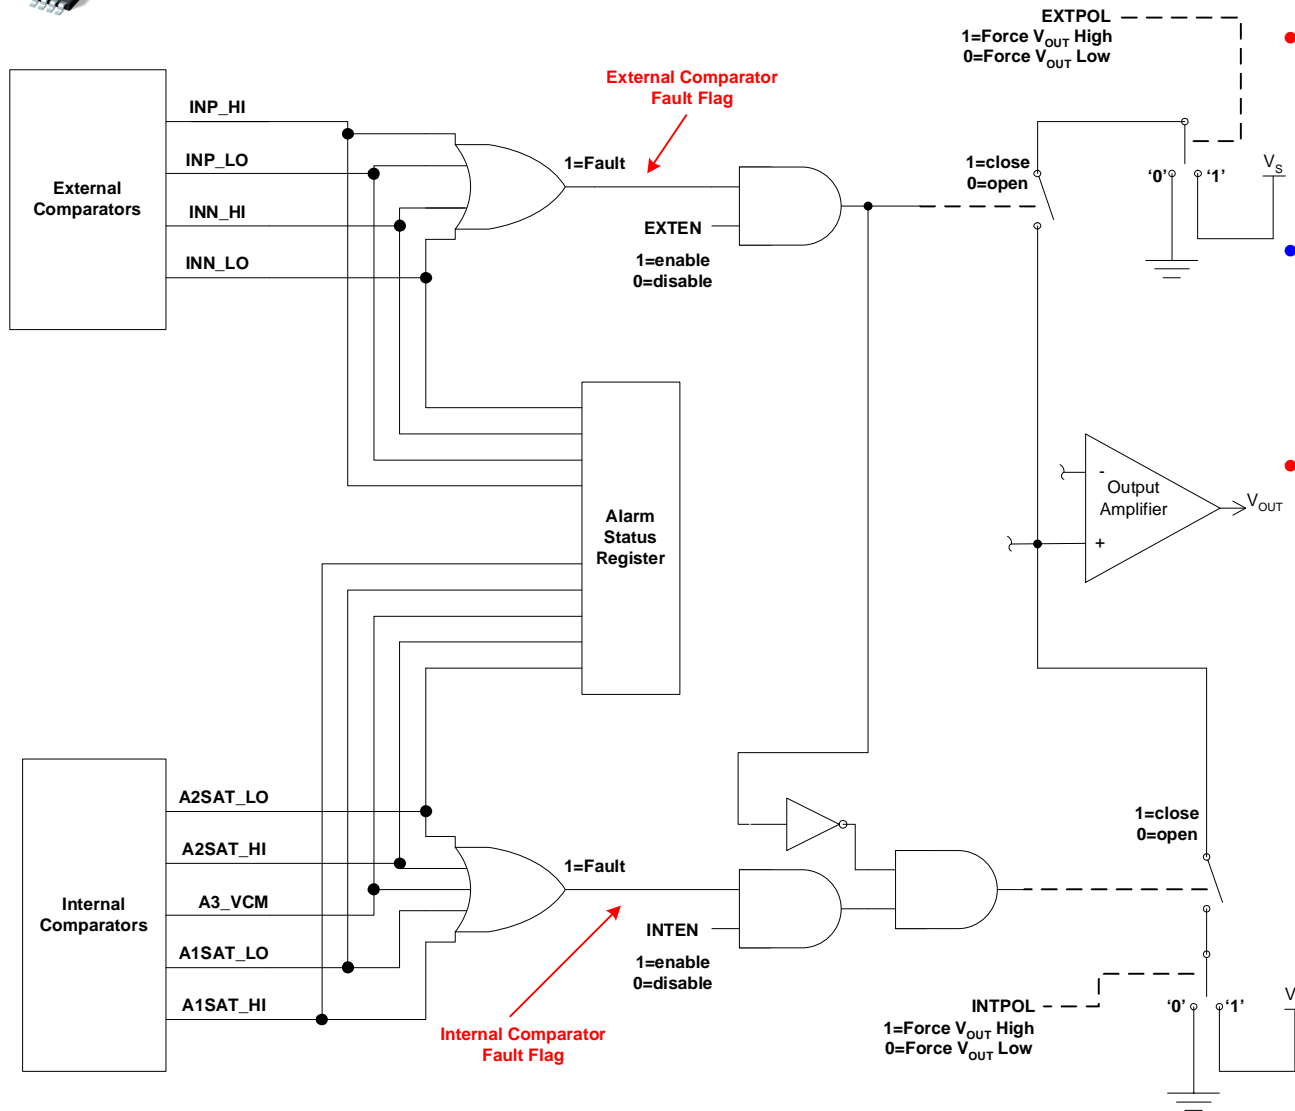 EXTPOL
1=Force VOUT High
0=Force VOUT Low
External Comparator
Fault Flag
INP_HI
INP_LO
INN_HI
INN_LO
External
Comparators
1=Fault
EXTEN
1=enable
0=disable
1=close
0=open
'0'
'1'
VS
Alarm
Status
Register
-
Output
Amplifier
+
VOUT
A2SAT_LO
A2SAT_HI
A3_VCM
A1SAT_LO
A1SAT_HI
Internal
Comparators
1=Fault
INTEN
1=enable
0=disable
Internal Comparator
Fault Flag
1=close
0=open
INTPOL
1=Force VOUT High
0=Force VOUT Low
'0'
'1'
V